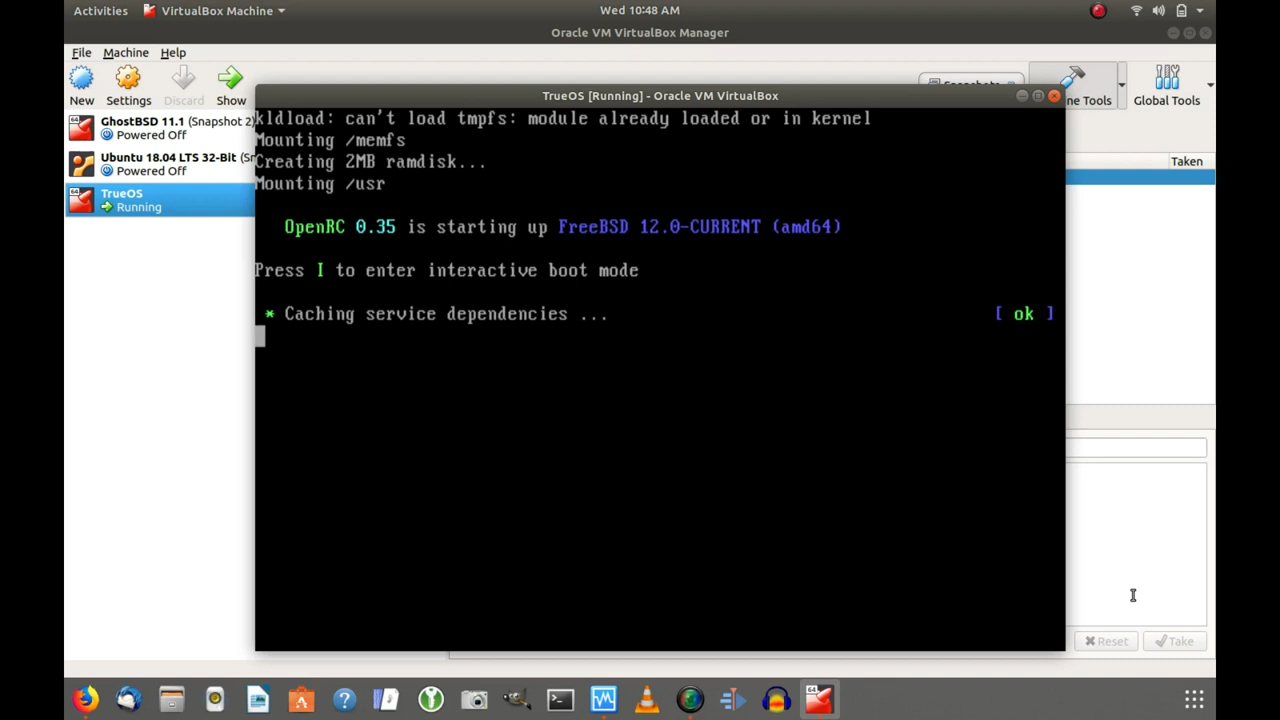 Activities VirtualBox Machine Wed 10:48 AM
Oracle VM VirtualBox Manager
File Machine Help
New Settings Discard Show Global Tools
TrueOS [Running] - Oracle VM VirtualBox
GhostBSD 11.1 (Snapshot 2)
Powered Off
Ubuntu 18.04 LTS 32-Bit (Sn
Powered Off
TrueOS
Running
Taken
kldload: can't load tmpfs: module already loaded or in kernel
Mounting /memfs
Creating 2MB ramdisk...
Mounting /usr
OpenRC 0.35 is starting up FreeBSD 12.0-CURRENT (amd64)
Press I to enter interactive boot mode
* Caching service dependencies ... [ ok ]
Reset Take